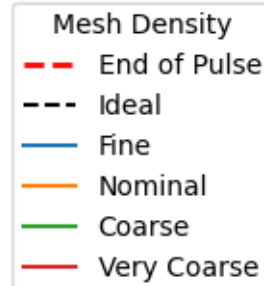 Mesh Density
End of Pulse
Ideal
Fine
Nominal
Coarse
Very Coarse